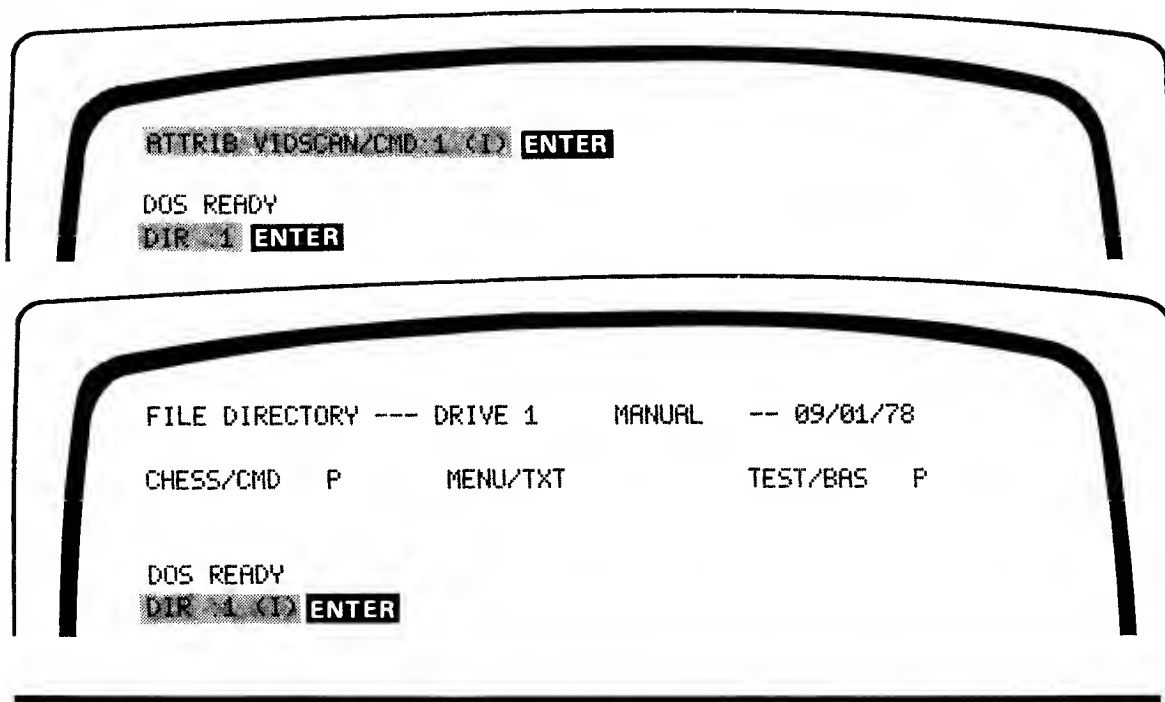 ATTRIB VIDSCAN/CMD:1 (I) ENTER
DOS READY
DIR :1 ENTER
FILE DIRECTORY --- DRIVE 1 MANUAL -- 09/01/78
CHESS/CMD P MENU/TXT TEST/BAS P
DOS READY
DIR :1 (I) ENTER